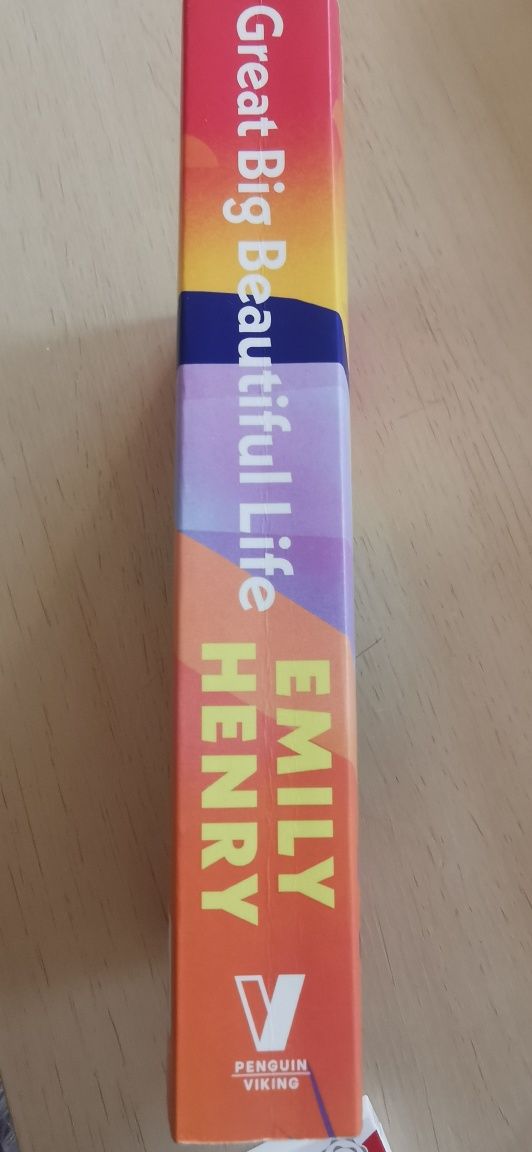 Great Big Beautiful Life
EMILY
HENRY
PENGUIN
VIKING